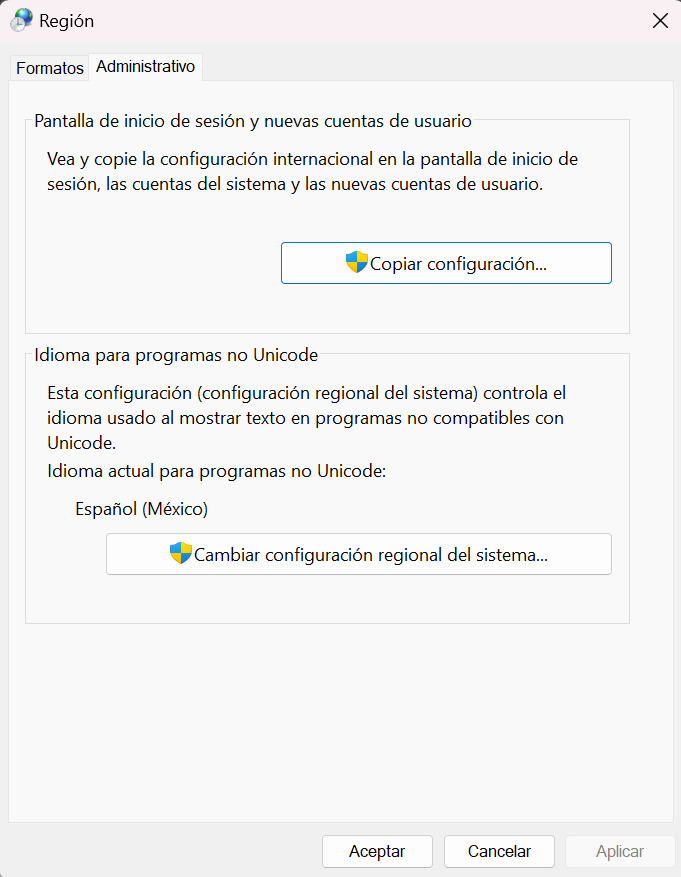 Región
Formatos
Administrativo
Pantalla de inicio de sesión y nuevas cuentas de usuario
Vea y copie la configuración internacional en la pantalla de inicio de
sesión, las cuentas del sistema y las nuevas cuentas de usuario.
Copiar configuración...
Idioma para programas no Unicode
Esta configuración (configuración regional del sistema) controla el
idioma usado al mostrar texto en programas no compatibles con
Unicode.
Idioma actual para programas no Unicode:
Español (México)
Cambiar configuración regional del sistema...
Aceptar
Cancelar
Aplicar